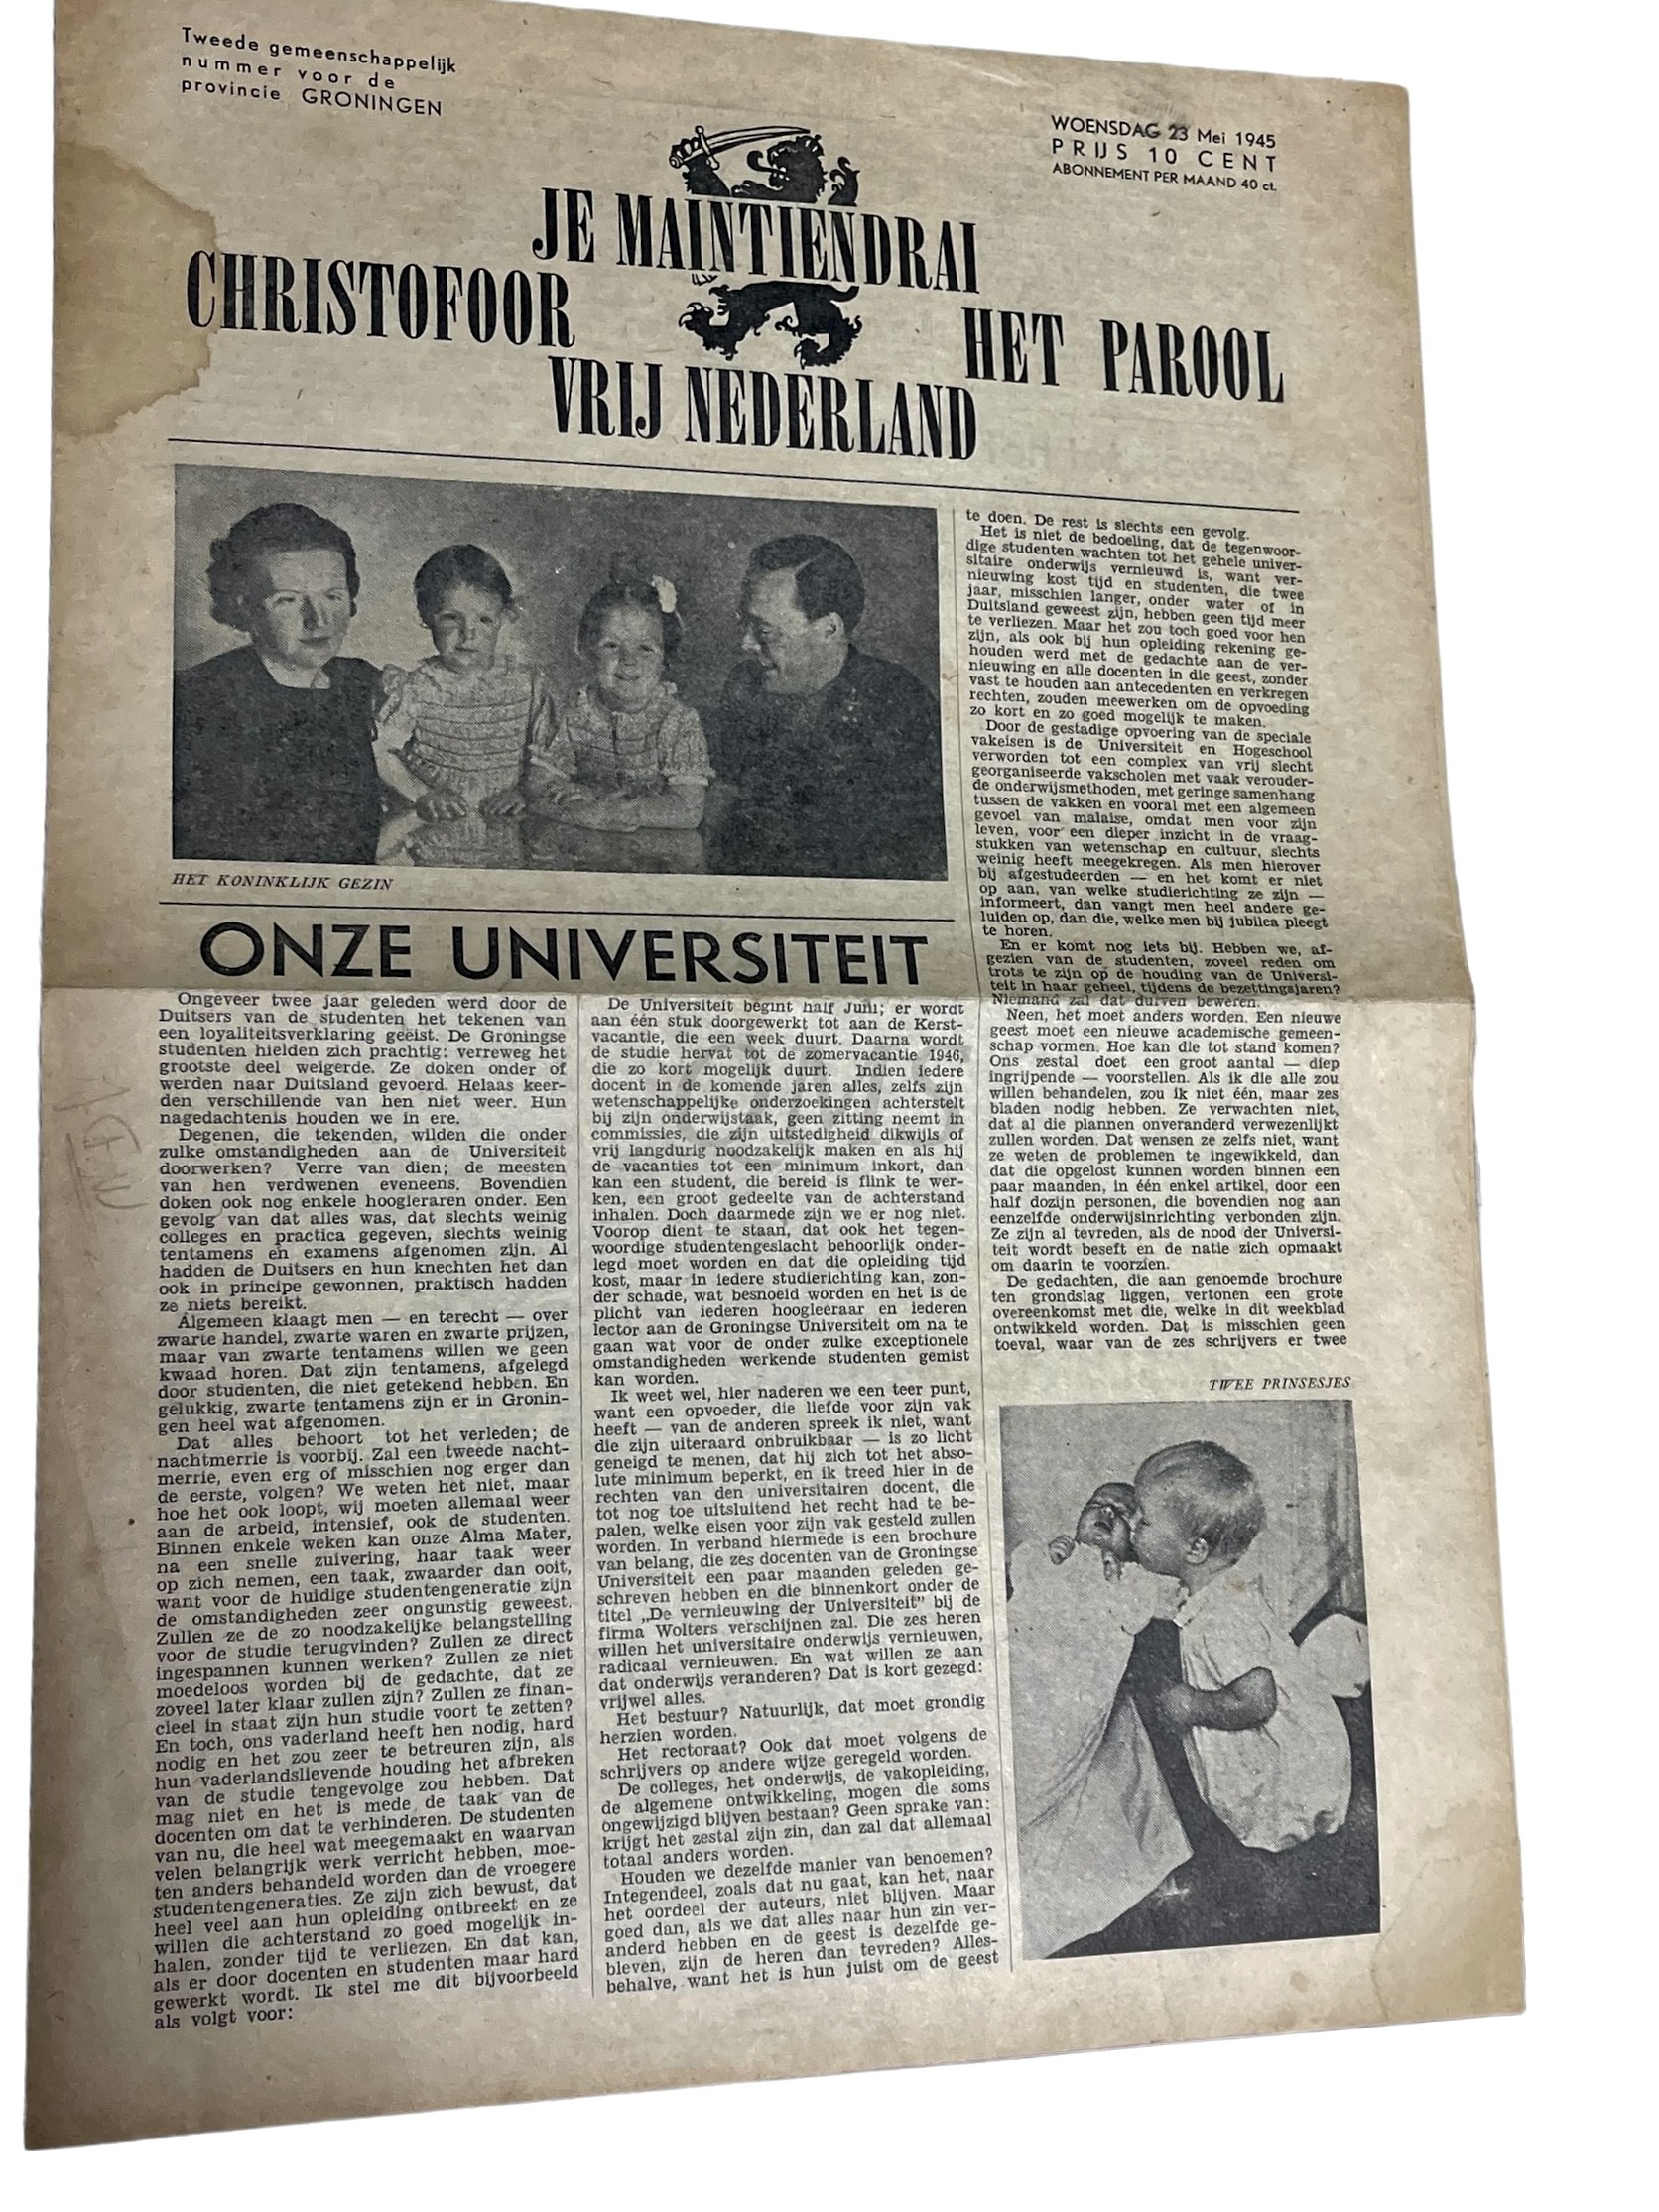 Tweede gemeenschappelijk
nummer voor de
provincie GRONINGEN
WOENSDAG 23 Mei 1945
PRIJS 10 CENT
ABONNEMENT PER MAAND 40 ct.
JE MAINTIENDRAI
CHRISTOFOOR
HET PAROOL
VRIJ NEDERLAND
HET KONINKLIJK GEZIN
ONZE UNIVERSITEIT
Ongeveer twee jaar geleden werd door de
Duitsers van de studenten het tekenen van
een loyaliteitsverklaring geëist. De Groningse
studenten hielden zich prachtig: verreweg het
grootste deel weigerde. Ze doken onder of
werden naar Duitsland gevoerd. Helaas keer-
den verschillende van hen niet weer. Hun
nagedachtenis houden we in ere.
Degenen, die tekenden, wilden die onder
zulke omstandigheden aan de Universiteit
doorwerken? Verre van dien; de meesten
van hen verdwenen eveneens. Bovendien
doken ook nog enkele hoogleraren onder. Een
gevolg van dat alles was, dat slechts weinig
colleges en practica gegeven, slechts weinig
tentamens en examens afgenomen zijn. Al
hadden de Duitsers en hun knechten het dan
ook in principe gewonnen, praktisch hadden
ze niets bereikt.
Algemeen klaagt men — en terecht — over
zwarte handel, zwarte waren en zwarte prijzen,
maar van zwarte tentamens willen we geen
kwaad horen. Dat zijn tentamens, afgelegd
door studenten, die niet getekend hebben. En
gelukkig, zwarte tentamens zijn er in Gronin-
gen heel wat afgenomen.
Dat alles behoort tot het verleden; de
nachtmerrie is voorbij. Zal een tweede nacht-
merrie, even erg of misschien nog erger dan
de eerste, volgen? We weten het niet, maar
hoe het ook loopt, wij moeten allemaal weer
aan de arbeid, intensief, ook de studenten.
Binnen enkele weken kan onze Alma Mater,
na een snelle zuivering, haar taak weer
op zich nemen, een taak, zwaarder dan ooit,
want voor de huidige studentengeneratie zijn
de omstandigheden zeer ongunstig geweest.
Zullen ze de zo noodzakelijke belangstelling
voor de studie terugvinden? Zullen ze direct
ingespannen kunnen werken? Zullen ze niet
moedeloos worden bij de gedachte, dat ze
zoveel later klaar zullen zijn? Zullen ze finan-
cieel in staat zijn hun studie voort te zetten?
En toch, ons vaderland heeft hen nodig, hard
nodig en het zou zeer te betreuren zijn, als
hun vaderlandslievende houding het afbreken
van de studie tengevolge zou hebben. Dat
mag niet en het is mede de taak van de
docenten om dat te verhinderen. De studenten
van nu, die heel wat meegemaakt en waarvan
velen belangrijk werk verricht hebben, moe-
ten anders behandeld worden dan de vroegere
studentengeneraties. Ze zijn zich bewust, dat
heel veel aan hun opleiding ontbreekt en ze
willen die achterstand zo goed mogelijk in-
halen, zonder tijd te verliezen. En dat kan,
als er door docenten en studenten maar hard
gewerkt wordt. Ik stel me dit bijvoorbeeld
als volgt voor:
De Universiteit begint half Juni; er wordt
aan één stuk doorgewerkt tot aan de Kerst-
vacantie, die een week duurt. Daarna wordt
de studie hervat tot de zomervacantie 1946,
die zo kort mogelijk duurt. Indien iedere
docent in de komende jaren alles, zelfs zijn
wetenschappelijke onderzoekingen achterstelt
bij zijn onderwijstaak, geen zitting neemt in
commissies, die zijn uitstedigheid dikwijls of
vrij langdurig noodzakelijk maken en als hij
de vacanties tot een minimum inkort, dan
kan een student, die bereid is flink te wer-
ken, een groot gedeelte van de achterstand
inhalen. Doch daarmede zijn we er nog niet.
Voorop dient te staan, dat ook het tegen-
woordige studentengeslacht behoorlijk onder-
legd moet worden en dat die opleiding tijd
kost, maar in iedere studierichting kan, zon-
der schade, wat besnoeid worden en het is de
plicht van iederen hoogleeraar en iederen
lector aan de Groningse Universiteit om na te
gaan wat voor de onder zulke exceptionele
omstandigheden werkende studenten gemist
kan worden.
Ik weet wel, hier naderen we een teer punt,
want een opvoeder, die liefde voor zijn vak
heeft — van de anderen spreek ik niet, want
die zijn uiteraard onbruikbaar — is zo licht
geneigd te menen, dat hij zich tot het abso-
lute minimum beperkt, en ik treed hier in de
rechten van den universitairen docent, die
tot nog toe uitsluitend het recht had te be-
palen, welke eisen voor zijn vak gesteld zullen
worden. In verband hiermede is een brochure
van belang, die zes docenten van de Groningse
Universiteit een paar maanden geleden ge-
schreven hebben en die binnenkort onder de
titel „De vernieuwing der Universiteit” bij de
firma Wolters verschijnen zal. Die zes heren
willen het universitaire onderwijs vernieuwen,
radicaal vernieuwen. En wat willen ze aan
dat onderwijs veranderen? Dat is kort gezegd:
vrijwel alles.
Het bestuur? Natuurlijk, dat moet grondig
herzien worden.
Het rectoraat? Ook dat moet volgens de
schrijvers op andere wijze geregeld worden.
De colleges, het onderwijs, de vakopleiding,
de algemene ontwikkeling, mogen die soms
ongewijzigd blijven bestaan? Geen sprake van:
krijgt het zestal zijn zin, dan zal dat allemaal
totaal anders worden.
Houden we dezelfde manier van benoemen?
Integendeel, zoals dat nu gaat, kan het, naar
het oordeel der auteurs, niet blijven. Maar
goed dan, als we dat alles naar hun zin ver-
anderd hebben en de geest is dezelfde ge-
bleven, zijn de heren dan tevreden? Alles-
behalve, want het is hun juist om de geest
te doen. De rest is slechts een gevolg.
Het is niet de bedoeling, dat de tegenwoor-
dige studenten wachten tot het gehele univer-
sitaire onderwijs vernieuwd is, want ver-
nieuwing kost tijd en studenten, die twee
jaar, misschien langer, onder water of in
Duitsland geweest zijn, hebben geen tijd meer
te verliezen. Maar het zou toch goed voor hen
zijn, als ook bij hun opleiding rekening ge-
houden werd met de gedachte aan de ver-
nieuwing en alle docenten in die geest, zonder
vast te houden aan antecedenten en verkregen
rechten, zouden meewerken om de opvoeding
zo kort en zo goed mogelijk te maken.
Door de gestadige opvoering van de speciale
vakeisen is de Universiteit en Hogeschool
verworden tot een complex van vrij slecht
georganiseerde vakscholen met vaak verouder-
de onderwijsmethoden, met geringe samenhang
tussen de vakken en vooral met een algemeen
gevoel van malaise, omdat men voor zijn
leven, voor een dieper inzicht in de vraag-
stukken van wetenschap en cultuur, slechts
weinig heeft meegekregen. Als men hierover
bij afgestudeerden — en het komt er niet
op aan, van welke studierichting ze zijn —
informeert, dan vangt men heel andere ge-
luiden op, dan die, welke men bij jubilea pleegt
te horen.
En er komt nog iets bij. Hebben we, af-
gezien van de studenten, zoveel reden om
trots te zijn op de houding van de Universi-
teit in haar geheel, tijdens de bezettingsjaren?
Niemand zal dat durven beweren.
Neen, het moet anders worden. Een nieuwe
geest moet een nieuwe academische gemeen-
schap vormen. Hoe kan die tot stand komen?
Ons zestal doet een groot aantal — diep
ingrijpende — voorstellen. Als ik die alle zou
willen behandelen, zou ik niet één, maar zes
bladen nodig hebben. Ze verwachten niet,
dat al die plannen onveranderd verwezenlijkt
zullen worden. Dat wensen ze zelfs niet, want
ze weten de problemen te ingewikkeld, dan
dat die opgelost kunnen worden binnen een
paar maanden, in één enkel artikel, door een
half dozijn personen, die bovendien nog aan
eenzelfde onderwijsinrichting verbonden zijn.
Ze zijn al tevreden, als de nood der Universi-
teit wordt beseft en de natie zich opmaakt
om daarin te voorzien.
De gedachten, die aan genoemde brochure
ten grondslag liggen, vertonen een grote
overeenkomst met die, welke in dit weekblad
ontwikkeld worden. Dat is misschien geen
toeval, waar van de zes schrijvers er twee
TWEE PRINSESJES